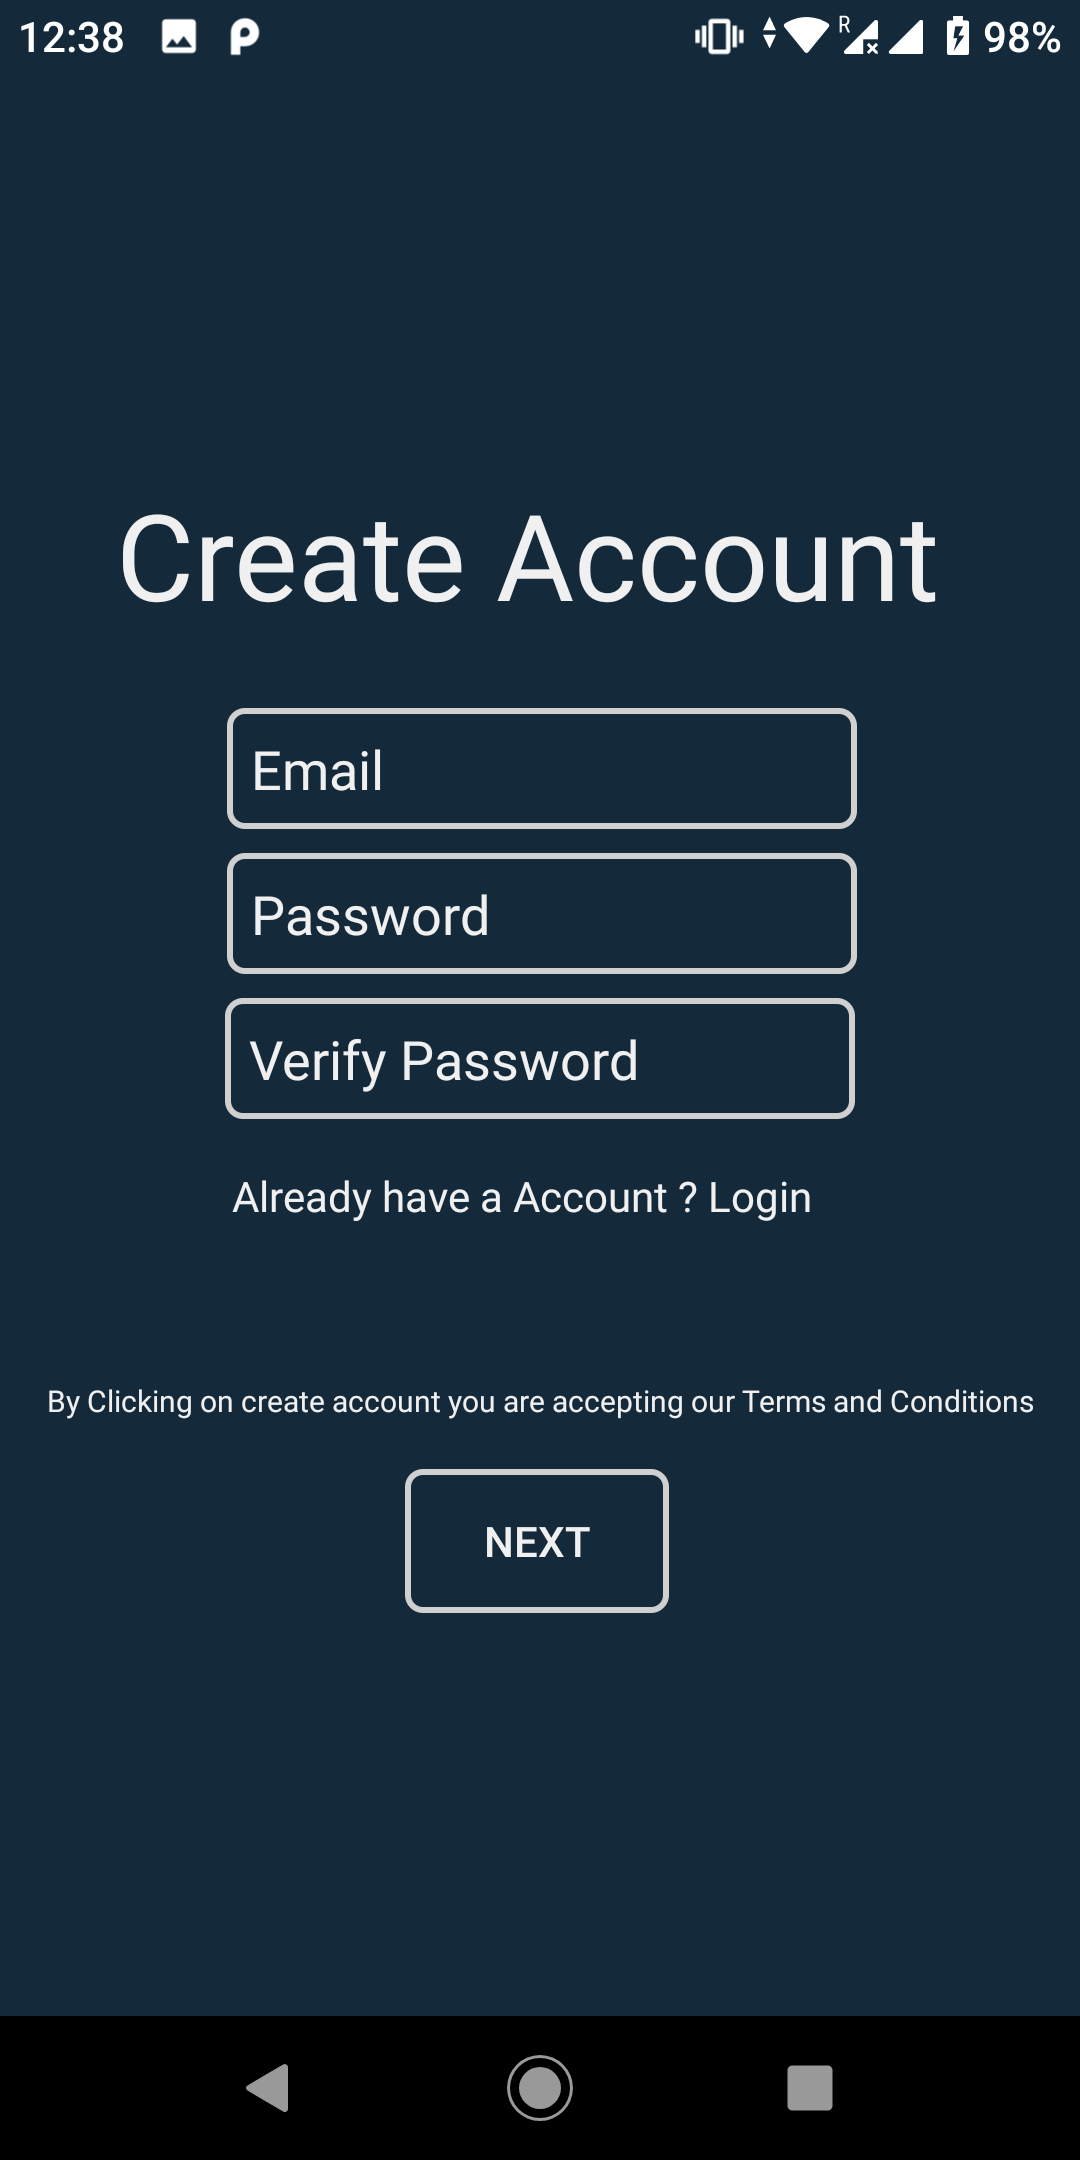 12:38 R 98%
Create Account
Email
Password
Verify Password
Already have a Account ? Login
By Clicking on create account you are accepting our Terms and Conditions
NEXT